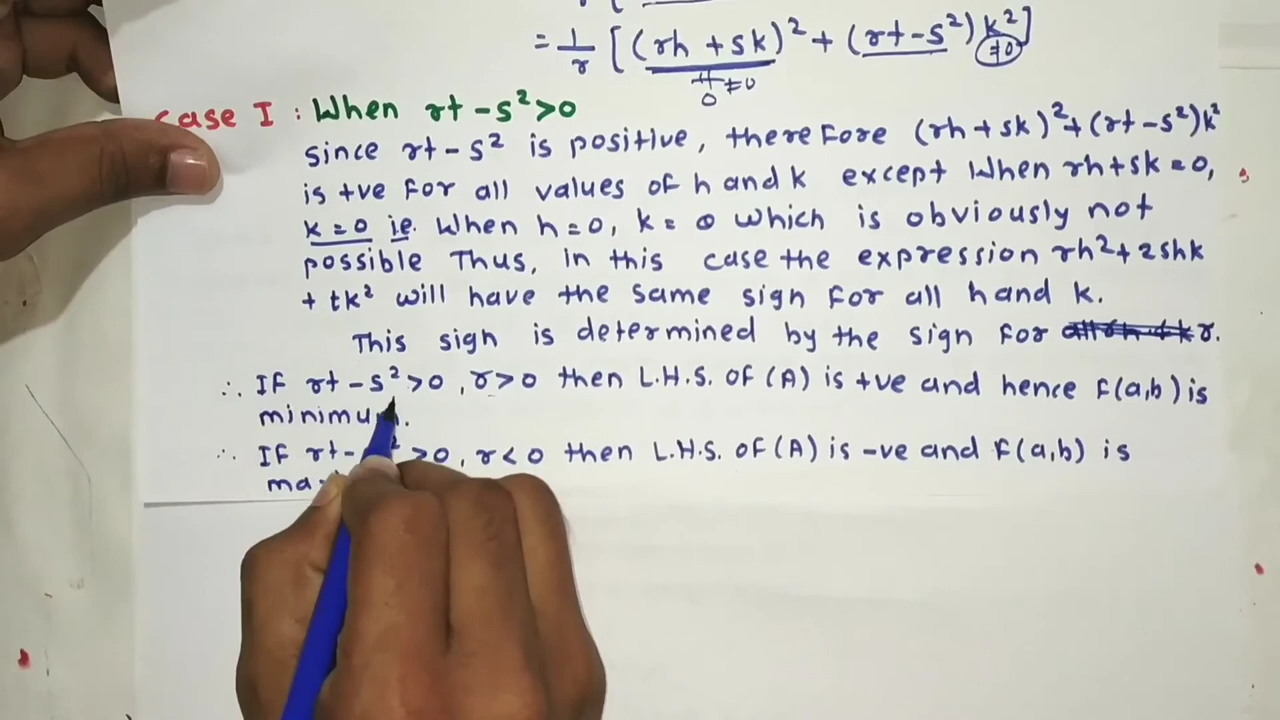 = 1/r [(rh + sk)² + (rt - s²) k²]
≠0
0 ≠0
Case I : When rt - s² > 0
Since rt - s² is positive, therefore (rh + sk)² + (rt - s²)k²
is +ve for all values of h and k except When rh + sk = 0,
k = 0 i.e. When h = 0, k = 0 which is obviously not
possible Thus, in this case the expression rh² + 2shk
+ tk² will have the same sign for all h and k.
This sign is determined by the sign for r.
∴ If rt - s² > 0, r > 0 then L.H.S. of (A) is +ve and hence f(a,b) is
minimum.
∴ If rt - ² > 0, r < 0 then L.H.S. of (A) is -ve and f(a,b) is